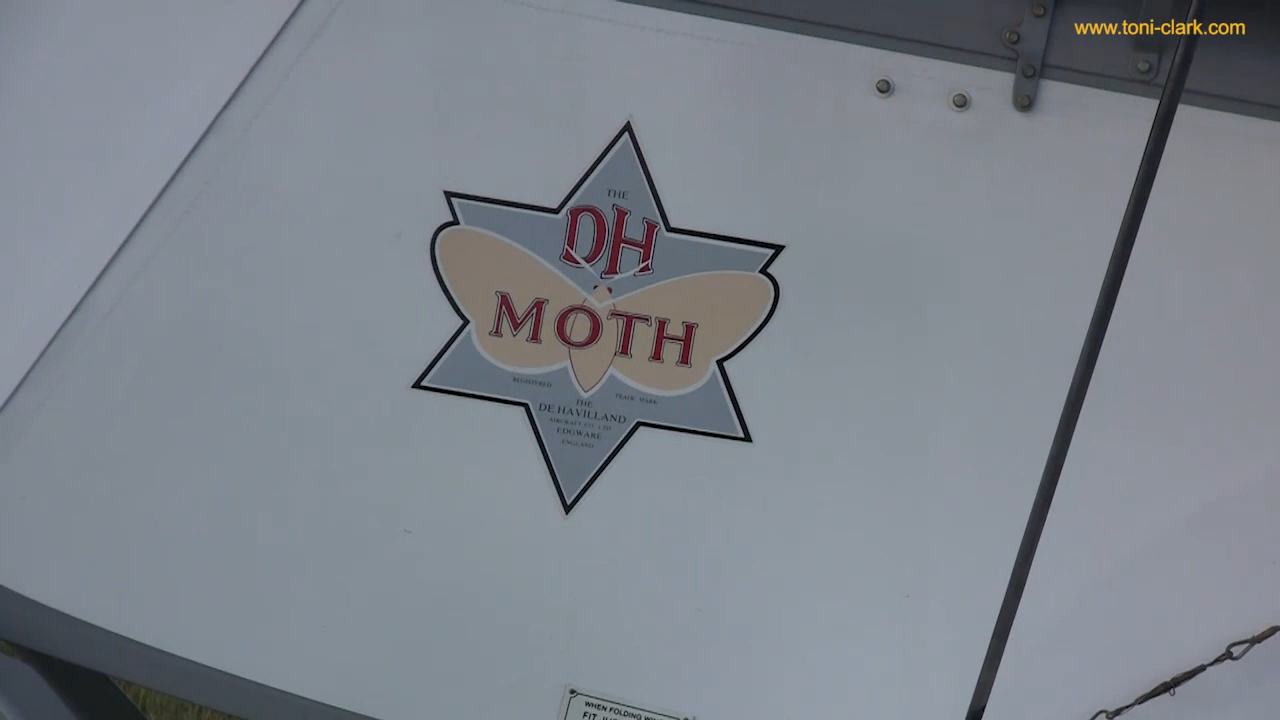 www.toni-clark.com
THE
DH
MOTH
REGISTERED TRADE MARK
THE
DE HAVILLAND
AIRCRAFT CO. LTD
EDGWARE
ENGLAND
WHEN FOLDING
FIT